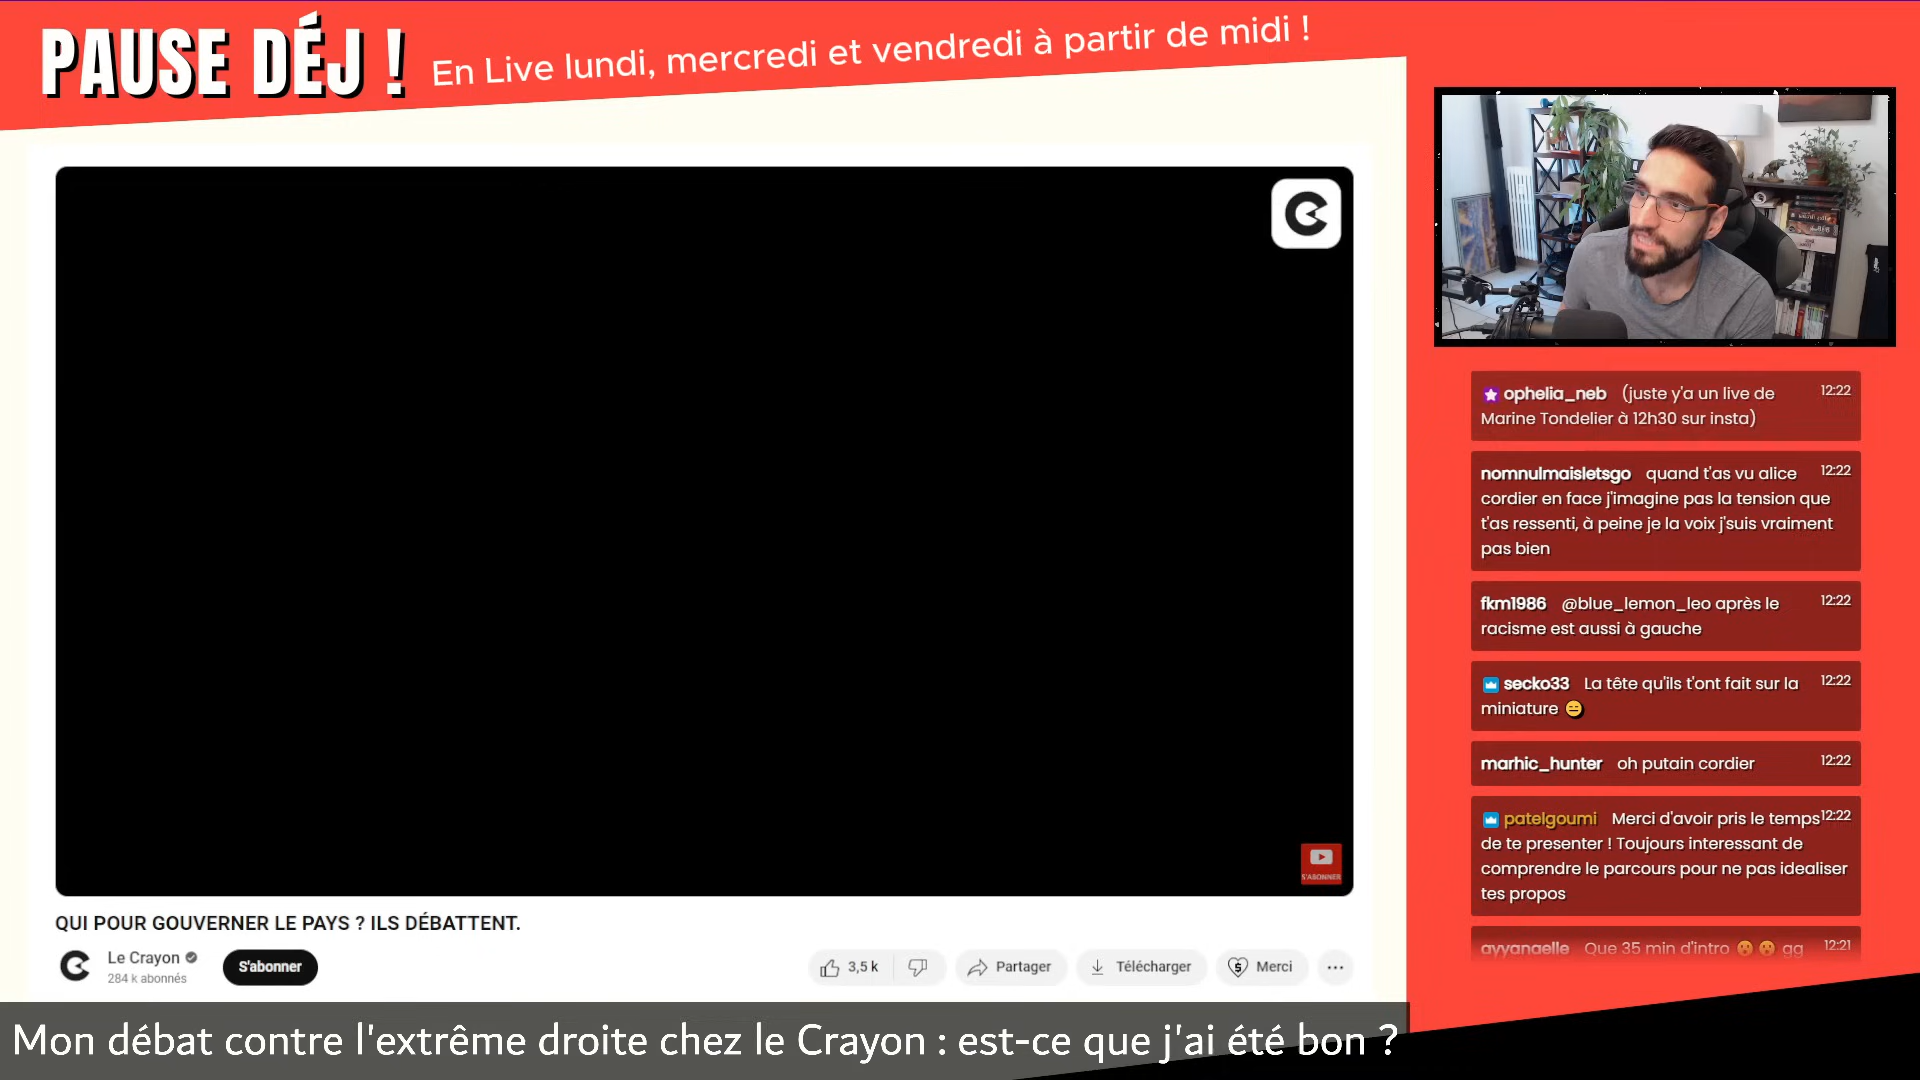 PAUSE DÉJ !
En Live lundi, mercredi et vendredi à partir de midi !
S'ABONNER
QUI POUR GOUVERNER LE PAYS ? ILS DÉBATTENT.
Le Crayon
284 k abonnés
S'abonner
3,5 k
Partager
Télécharger
Merci
ophelia_neb (juste y'a un live de 12:22
Marine Tondelier à 12h30 sur insta)
nomnulmaisletsgo quand t'as vu alice 12:22
cordier en face j'imagine pas la tension que
t'as ressenti, à peine je la voix j'suis vraiment
pas bien
fkm1986 @blue_lemon_leo après le 12:22
racisme est aussi à gauche
secko33 La tête qu'ils t'ont fait sur la 12:22
miniature 😑
marhic_hunter oh putain cordier 12:22
patelgoumi Merci d'avoir pris le temps 12:22
de te presenter ! Toujours interessant de
comprendre le parcours pour ne pas idealiser
tes propos
ayyanaelle Que 35 min d'intro 😮 😮 gg 12:21
Mon débat contre l'extrême droite chez le Crayon : est-ce que j'ai été bon ?